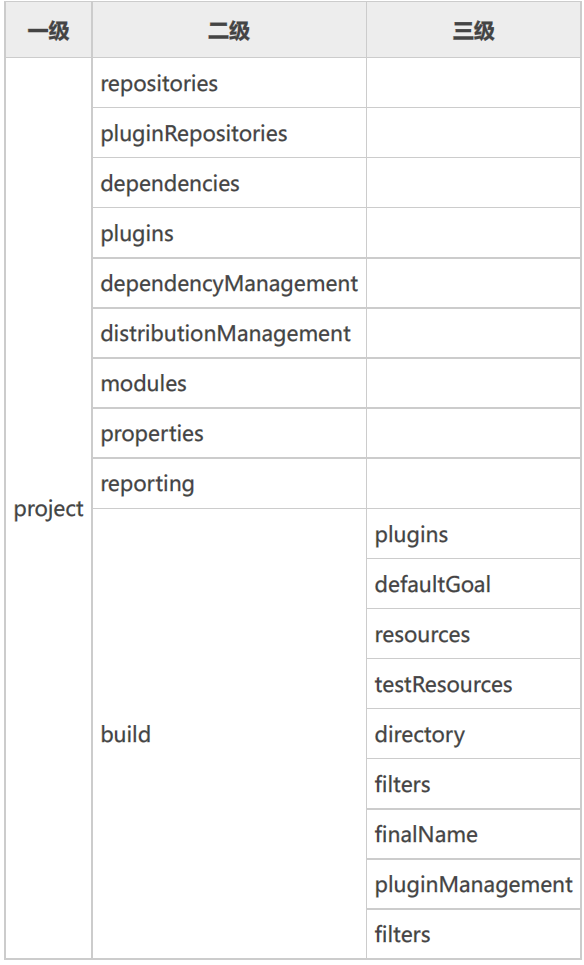 一级 二级 三级
repositories
pluginRepositories
dependencies
plugins
dependencyManagement
distributionManagement
modules
properties
reporting
project
build
plugins
defaultGoal
resources
testResources
directory
filters
finalName
pluginManagement
filters